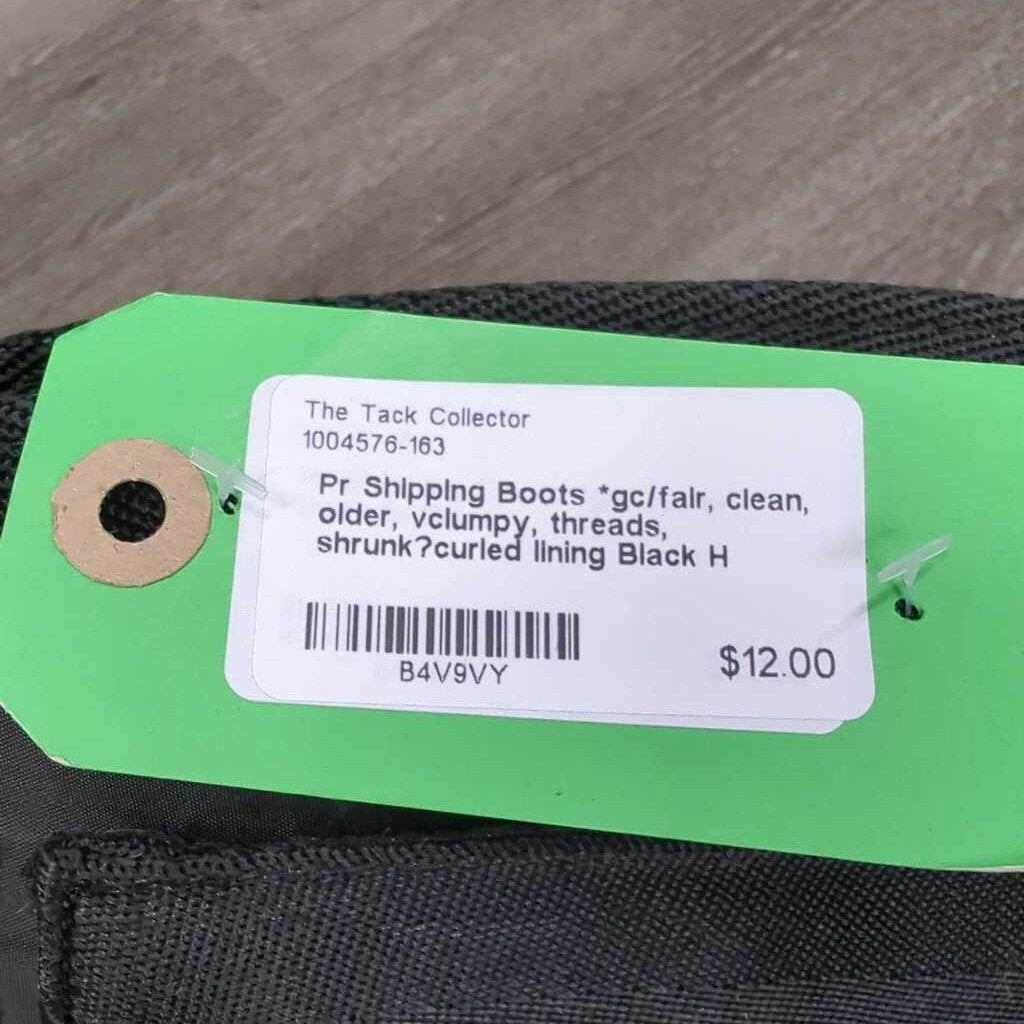 The Tack Collector
1004576-163
Pr Shipping Boots *gc/fair, clean,
older, vclumpy, threads,
shrunk?curled lining Black H
B4V9VY
$12.00